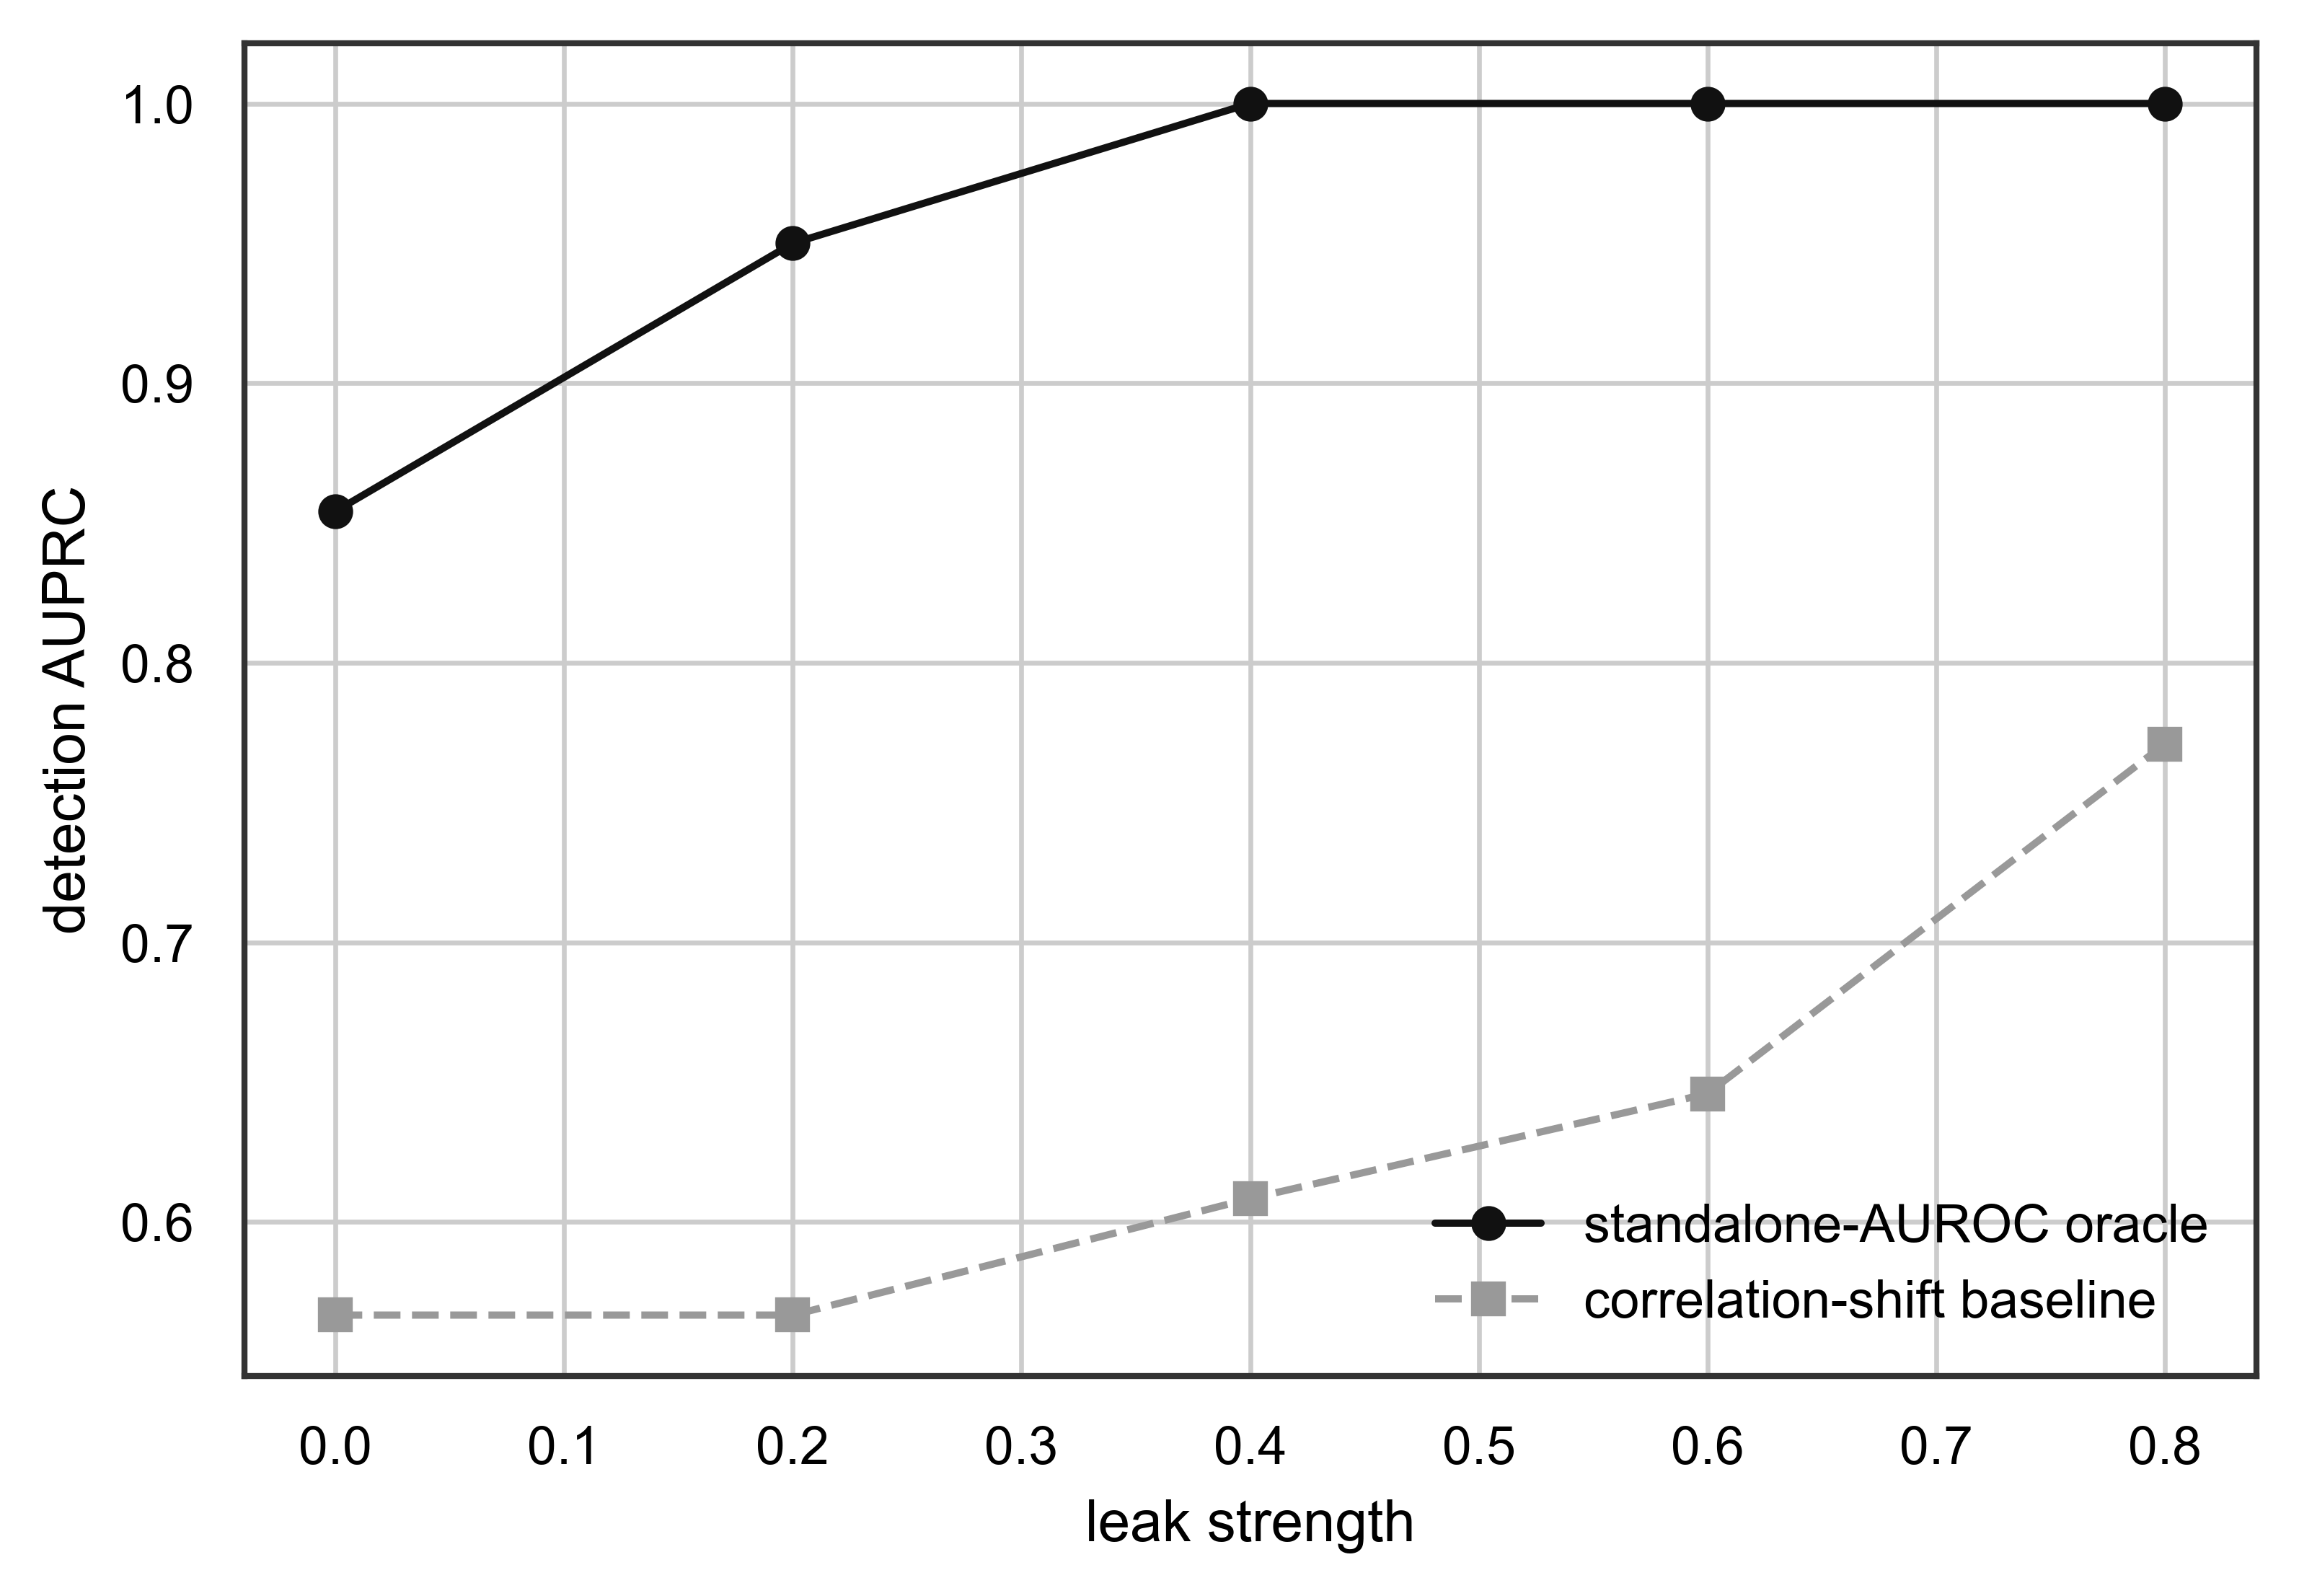 1.0
0.9
0.8
0.7
0.6
detection AUPRC
standalone-AUROC oracle
correlation-shift baseline
0.0 0.1 0.2 0.3 0.4 0.5 0.6 0.7 0.8
leak strength